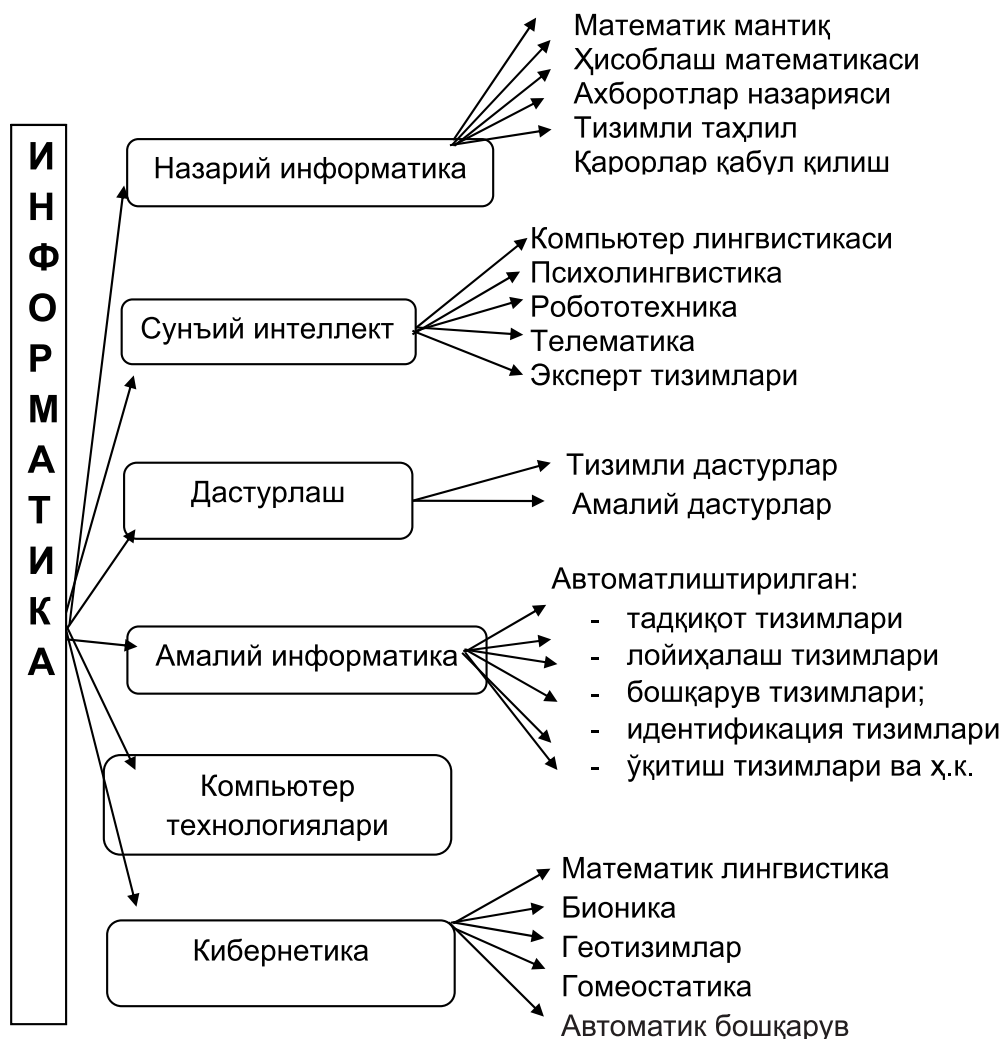 ИНФОРМАТИКА
Назарий информатика
Математик мантиқ
Ҳисоблаш математикаси
Ахборотлар назарияси
Тизимли таҳлил
Қарорлар қабул қилиш
Сунъий интеллект
Компьютер лингвистикаси
Психолингвистика
Робототехника
Телематика
Эксперт тизимлари
Дастурлаш
Тизимли дастурлар
Амалий дастурлар
Амалий информатика
Автоматлиштирилган:
- тадқиқот тизимлари
- лойиҳалаш тизимлари
- бошқарув тизимлари;
- идентификация тизимлари
- ўқитиш тизимлари ва ҳ.к.
Компьютер
технологиялари
Кибернетика
Математик лингвистика
Бионика
Геотизимлар
Гомеостатика
Автоматик бошқарув